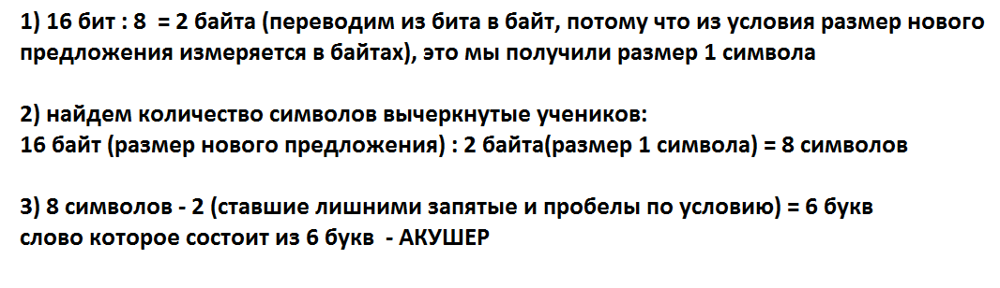 1) 16 бит : 8 = 2 байта (переводим из бита в байт, потому что из условия размер нового
предложения измеряется в байтах), это мы получили размер 1 символа
2) найдем количество символов вычеркнутые учеников:
16 байт (размер нового предложения) : 2 байта(размер 1 символа) = 8 символов
3) 8 символов - 2 (ставшие лишними запятые и пробелы по условию) = 6 букв
слово которое состоит из 6 букв - АКУШЕР